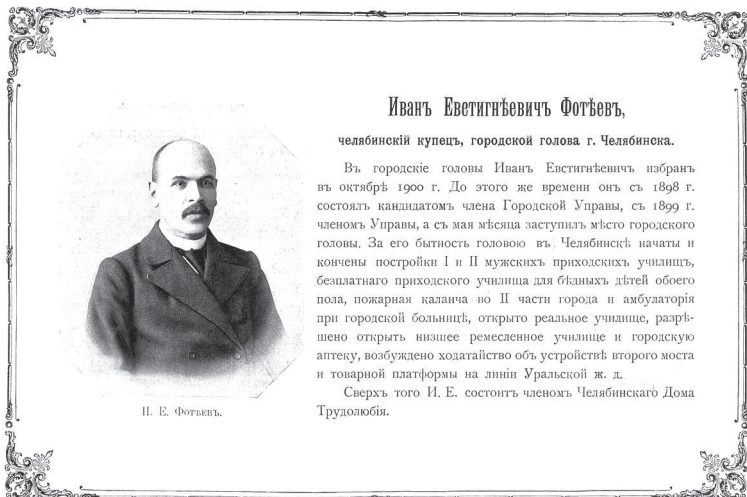 Иванъ Евстигнѣевичъ Фотѣевъ,
челябинскій купецъ, городской голова г. Челябинска.
Въ городскіе головы Иванъ Евстигнѣевичъ избранъ
въ октябрѣ 1900 г. До этого же времени онъ съ 1898 г.
состоялъ кандидатомъ члена Городской Управы, съ 1899 г.
членомъ Управы, а съ мая мѣсяца заступилъ мѣсто городского
головы. За его бытность головою въ Челябинскѣ начаты и
кончены постройки I и II мужскихъ приходскихъ училищъ,
безплатнаго приходского училища для бѣдныхъ дѣтей обоего
пола, пожарная каланча во II части города и амбулаторія
при городской больницѣ, открыто реальное училище, разрѣ-
шено открыть низшее ремесленное училище и городскую
аптеку, возбуждено ходатайство объ устройствѣ второго моста
и товарной платформы на линіи Уральской ж. д.
Сверхъ того И. Е. состоитъ членомъ Челябинскаго Дома
Трудолюбія.
И. Е. Фотѣевъ.